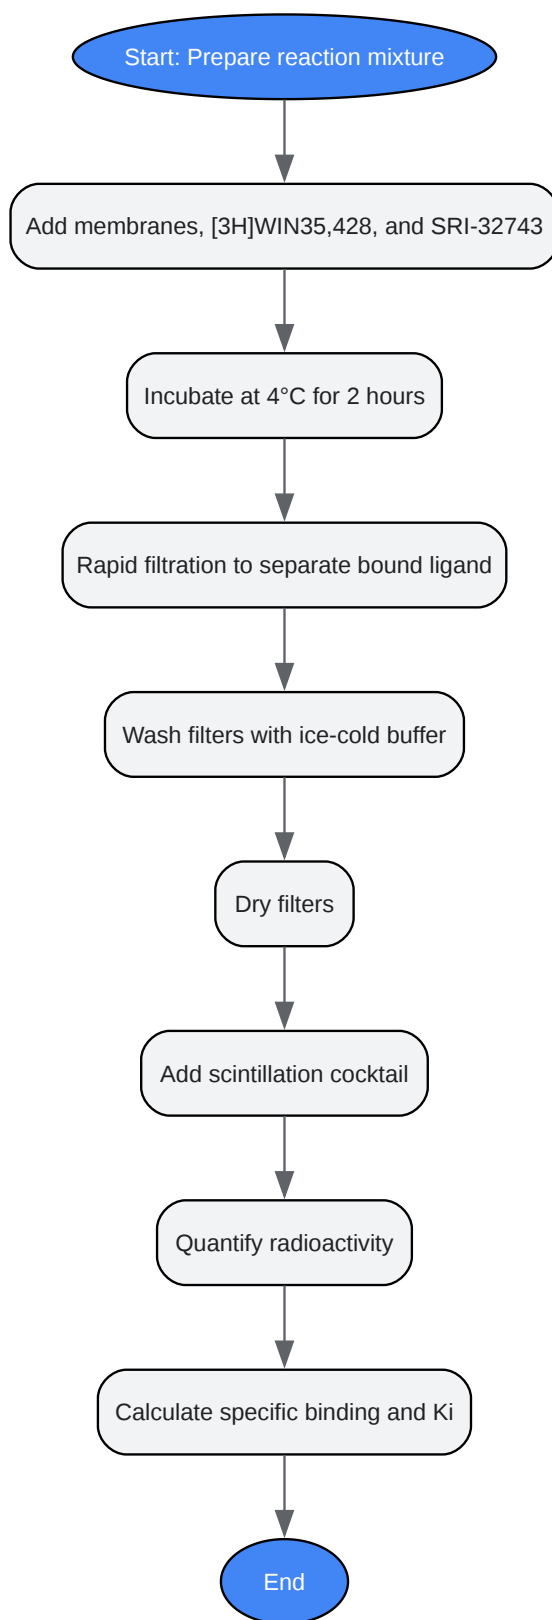 Start: Prepare reaction mixture
Add membranes, [3H]WIN35,428, and SRI-32743
Incubate at 4°C for 2 hours
Rapid filtration to separate bound ligand
Wash filters with ice-cold buffer
Dry filters
Add scintillation cocktail
Quantify radioactivity
Calculate specific binding and Ki
End